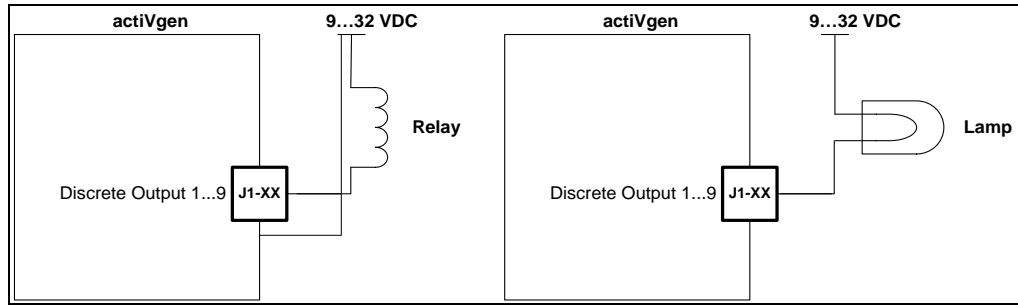 actiVgen 9...32 VDC actiVgen 9...32 VDC
Relay Lamp
Discrete Output 1...9 J1-XX Discrete Output 1...9 J1-XX